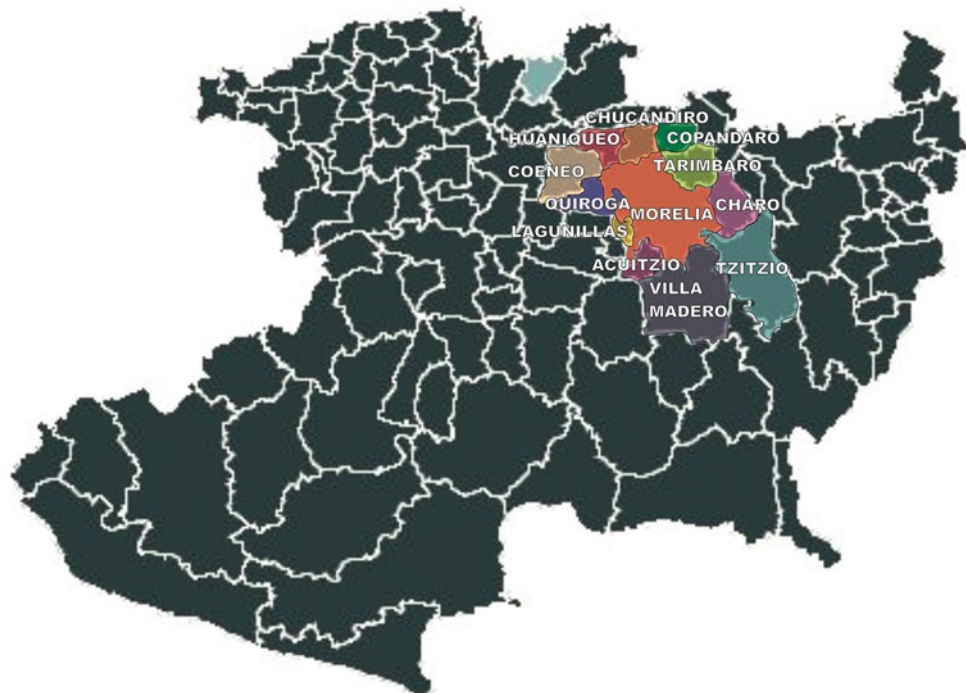 CHUCANDIRO
HUANIQUEO
COPANDARO
COENEO
TARIMBARO
QUIROGA
MORELIA
CHARO
LAGUNILLAS
ACUITZIO
TZITZIO
VILLA
MADERO